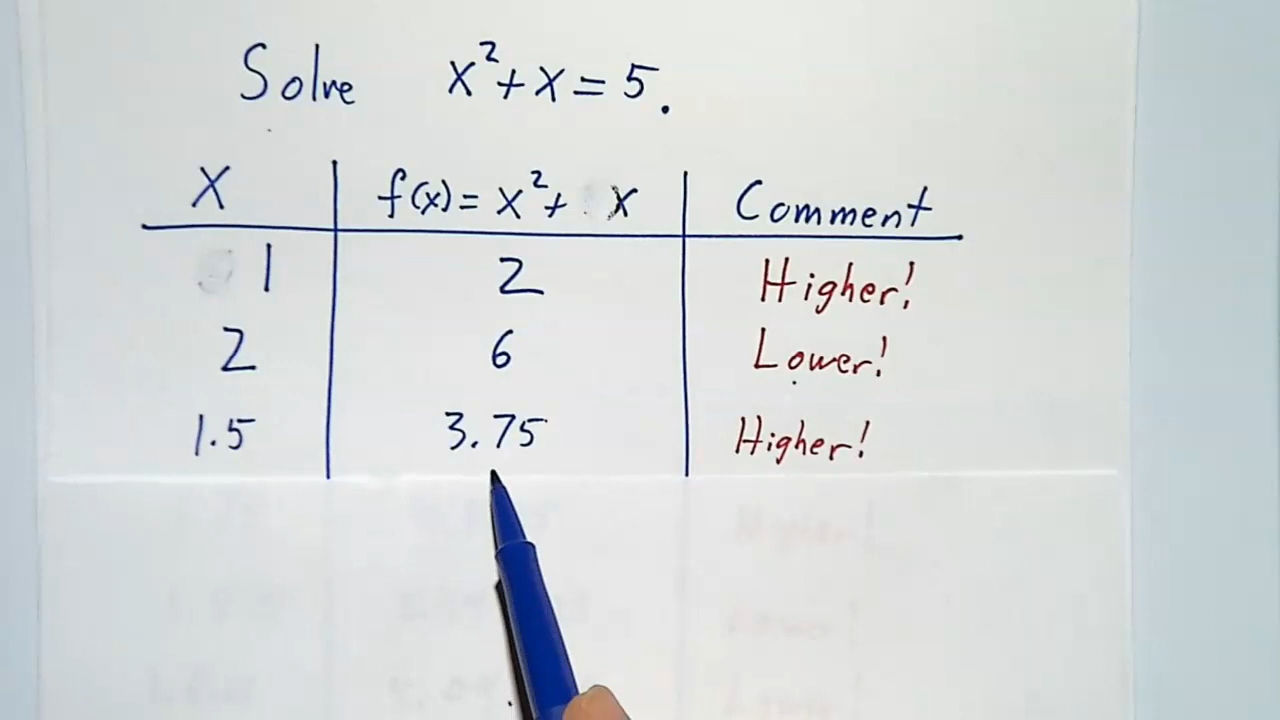 Solve x²+x=5.
x f(x)=x²+ x Comment
1 2 Higher!
2 6 Lower!
1.5 3.75 Higher!